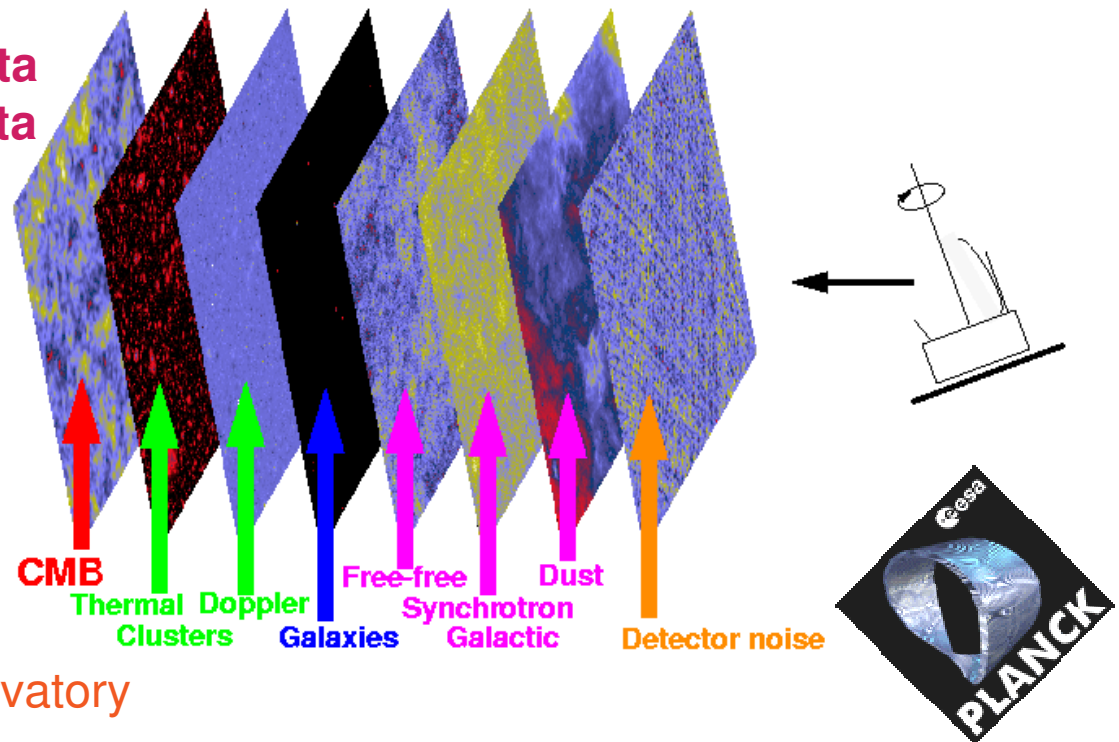 ta
ta
CMB
Thermal Doppler
Clusters
Free-free
Synchrotron
Galactic
Dust
Galaxies
Detector noise
vatory
esa
PLANCK